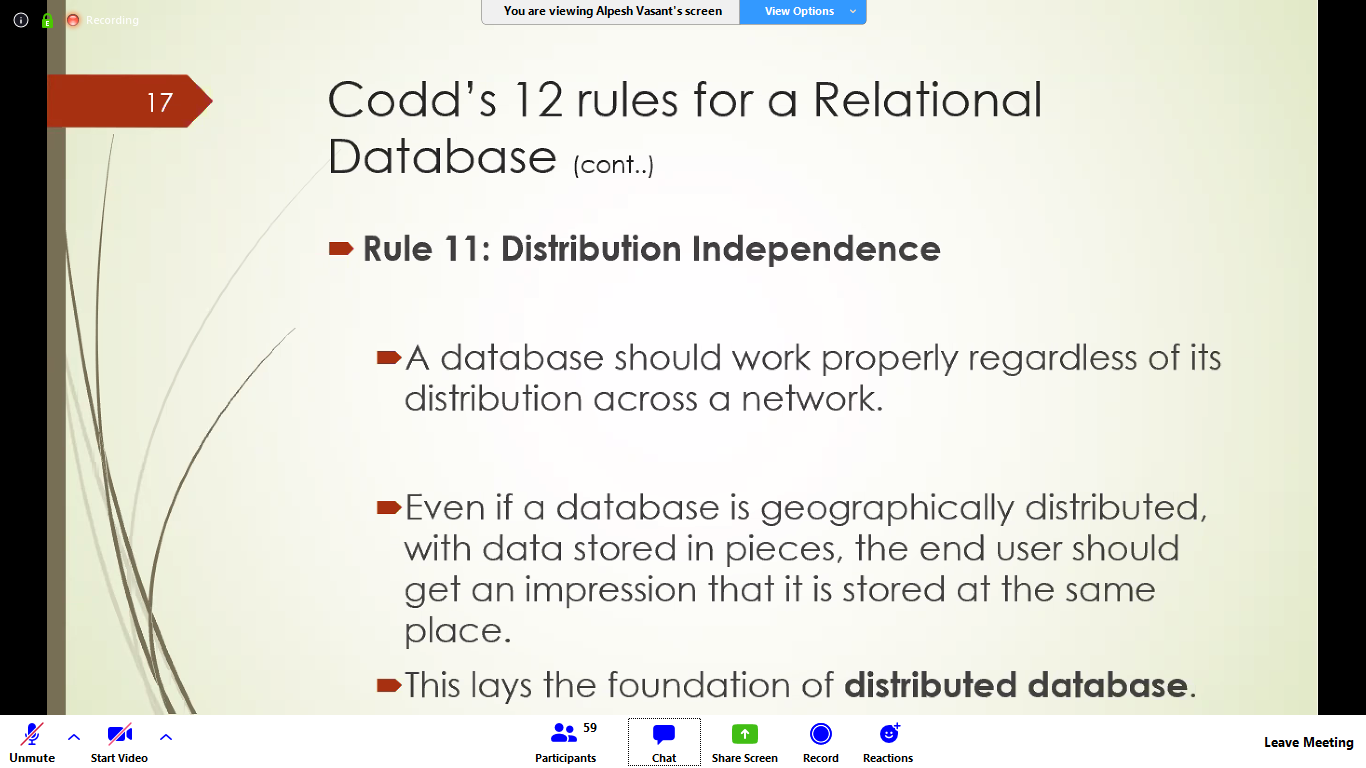 Recording
You are viewing Alpesh Vasant's screen
View Options
17
Codd's 12 rules for a Relational
Database (cont..)
Rule 11: Distribution Independence
A database should work properly regardless of its
distribution across a network.
Even if a database is geographically distributed,
with data stored in pieces, the end user should
get an impression that it is stored at the same
place.
This lays the foundation of distributed database.
Unmute
Start Video
59
Participants
Chat
Share Screen
Record
Reactions
Leave Meeting